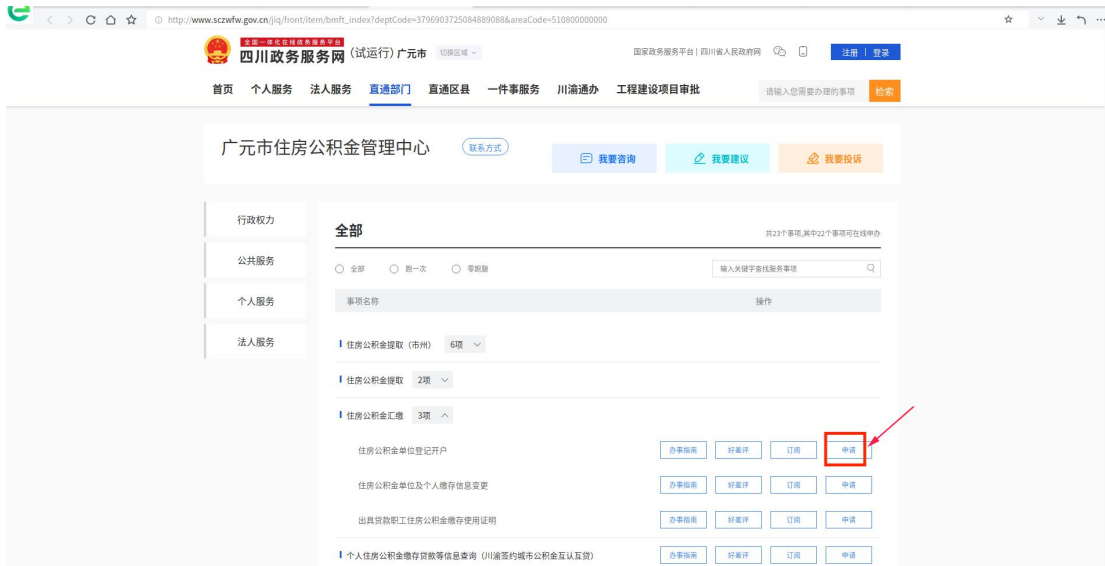 http://www.sczwfw.gov.cn/jiq/front/item/bmft_index?deptCode=3796903725084889088&areaCode=510800000000
全国一体化在线政务服务平台
四川政务服务网 (试运行) 广元市 切换区域
国家政务服务平台 | 四川省人民政府网 注册 | 登录
首页 个人服务 法人服务 直通部门 直通区县 一件事服务 川渝通办 工程建设项目审批 请输入您需要办理的事项 检索
广元市住房公积金管理中心 联系方式 我要咨询 我要建议 我要投诉
行政权力
公共服务
个人服务
法人服务
全部 共23个事项,其中22个事项可在线申办
全部 跑一次 零跑腿 输入关键字查找服务事项
事项名称 操作
住房公积金提取（市州） 6项
住房公积金提取 2项
住房公积金汇缴 3项
住房公积金单位登记开户 办事指南 好差评 订阅 申请
住房公积金单位及个人缴存信息变更 办事指南 好差评 订阅 申请
出具贷款职工住房公积金缴存使用证明 办事指南 好差评 订阅 申请
个人住房公积金缴存贷款等信息查询（川渝签约城市公积金互认互贷） 办事指南 好差评 订阅 申请